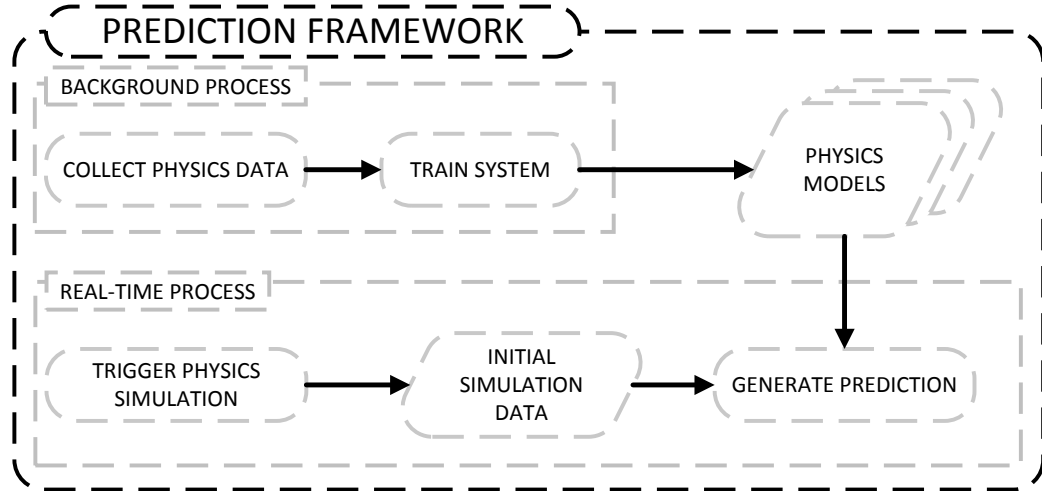 PREDICTION FRAMEWORK
BACKGROUND PROCESS
COLLECT PHYSICS DATA
TRAIN SYSTEM
PHYSICS
MODELS
REAL-TIME PROCESS
TRIGGER PHYSICS
SIMULATION
INITIAL
SIMULATION
DATA
GENERATE PREDICTION